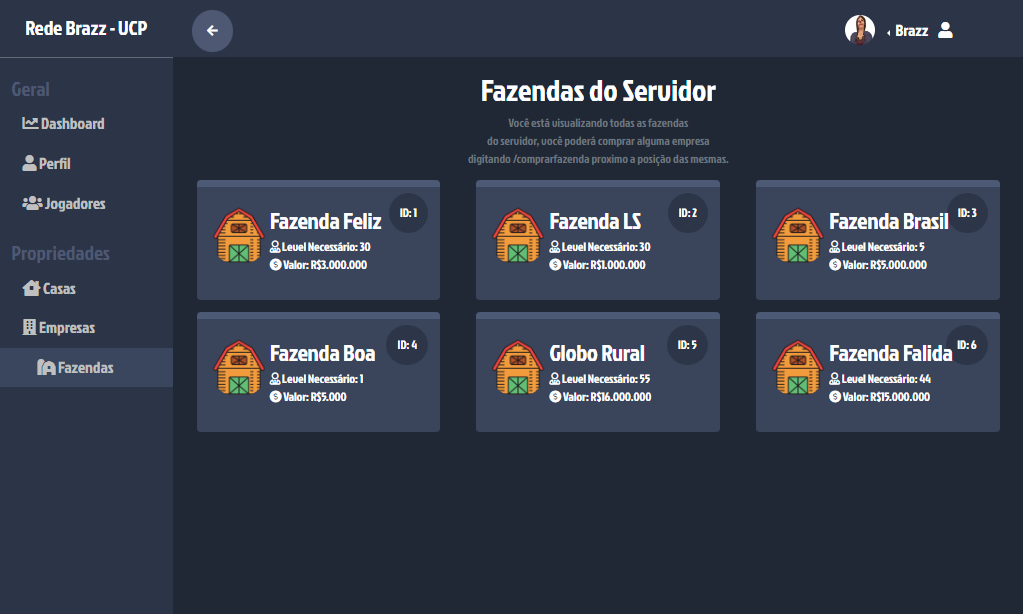 Rede Brazz - UCP
Brazz
Geral
Dashboard
Perfil
Jogadores
Propriedades
Casas
Empresas
Fazendas
Fazendas do Servidor
Você está visualizando todas as fazendas
do servidor, você poderá comprar alguma empresa
digitando /comprarfazenda proximo a posição das mesmas.
Fazenda Feliz
ID: 1
Level Necessário: 30
Valor: R$3.000.000
Fazenda LS
ID: 2
Level Necessário: 30
Valor: R$1.000.000
Fazenda Brasil
ID: 3
Level Necessário: 5
Valor: R$5.000.000
Fazenda Boa
ID: 4
Level Necessário: 1
Valor: R$5.000
Globo Rural
ID: 5
Level Necessário: 55
Valor: R$16.000.000
Fazenda Falida
ID: 6
Level Necessário: 44
Valor: R$15.000.000